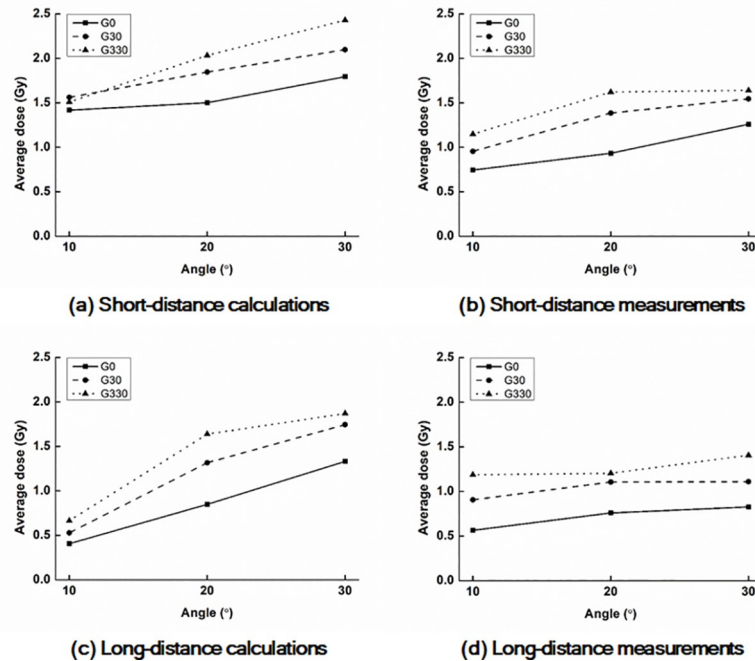 G0
G30
G330
2.5
2.0
1.5
1.0
0.5
0.0
Average dose (Gy)
10 20 30
Angle (°)
(a) Short-distance calculations
G0
G30
G330
2.5
2.0
1.5
1.0
0.5
0.0
Average dose (Gy)
10 20 30
Angle (°)
(b) Short-distance measurements
G0
G30
G330
2.5
2.0
1.5
1.0
0.5
0.0
Average dose (Gy)
10 20 30
Angle (°)
(c) Long-distance calculations
G0
G30
G330
2.5
2.0
1.5
1.0
0.5
0.0
Average dose (Gy)
10 20 30
Angle (°)
(d) Long-distance measurements